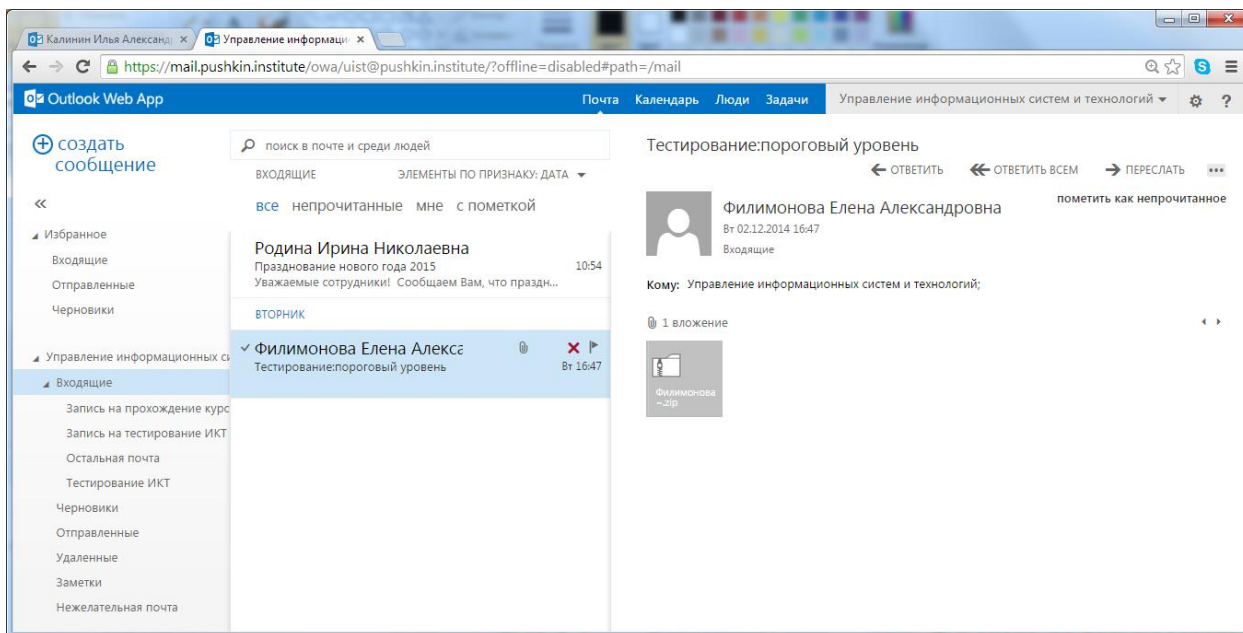 Калинин Илья Александ
Управление информаци
https://mail.pushkin.institute/owa/uist@pushkin.institute/?offline=disabled#path=/mail
Outlook Web App
Почта Календарь Люди Задачи Управление информационных систем и технологий
создать
сообщение
Избранное
Входящие
Отправленные
Черновики
Управление информационных си
Входящие
Запись на прохождение курс
Запись на тестирование ИКТ
Остальная почта
Тестирование ИКТ
Черновики
Отправленные
Удаленные
Заметки
Нежелательная почта
поиск в почте и среди людей
ВХОДЯЩИЕ ЭЛЕМЕНТЫ ПО ПРИЗНАКУ: ДАТА
все непрочитанные мне с пометкой
Родина Ирина Николаевна
Празднование нового года 2015 10:54
Уважаемые сотрудники! Сообщаем Вам, что праздн...
ВТОРНИК
Филимонова Елена Алекса
Тестирование:пороговый уровень Вт 16:47
Тестирование:пороговый уровень
ОТВЕТИТЬ ОТВЕТИТЬ ВСЕМ ПЕРЕСЛАТЬ
пометить как непрочитанное
Филимонова Елена Александровна
Вт 02.12.2014 16:47
Входящие
Кому: Управление информационных систем и технологий;
1 вложение
Филимонова
~.zip